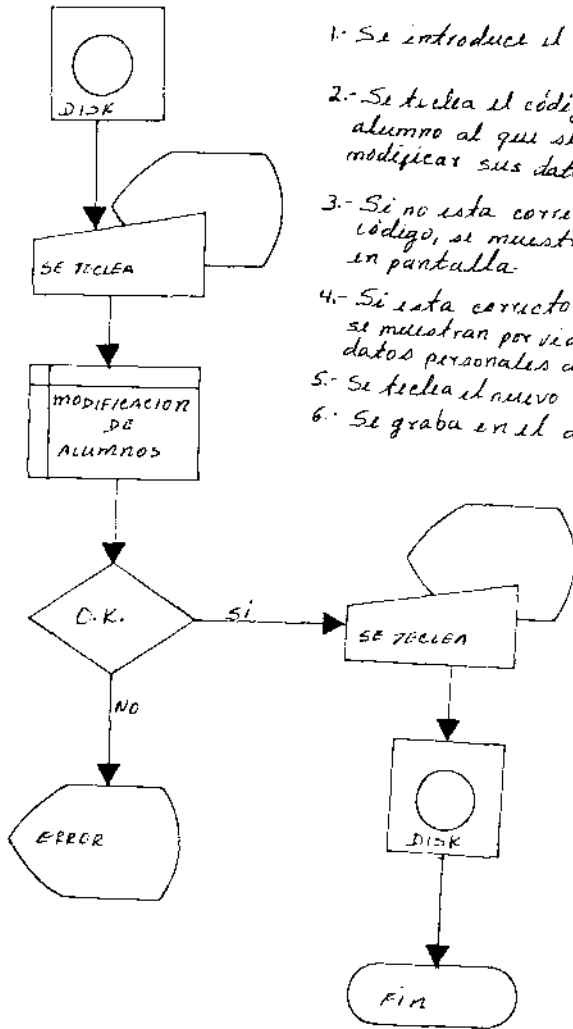 DISK
SE TECLEA
MODIFICACION
DE
ALUMNOS
O.K.
SI
NO
ERROR
SE TECLEA
DISK
FIN
1.- Se introduce el
2.- Se teclea el códig
alumno al que s
modificar sus dat
3.- Si no esta corre
código, se muestr
en pantalla.
4.- Si esta correcto
se muestran por vi
datos personales
5.- Se teclea el nuevo
6.- Se graba en el